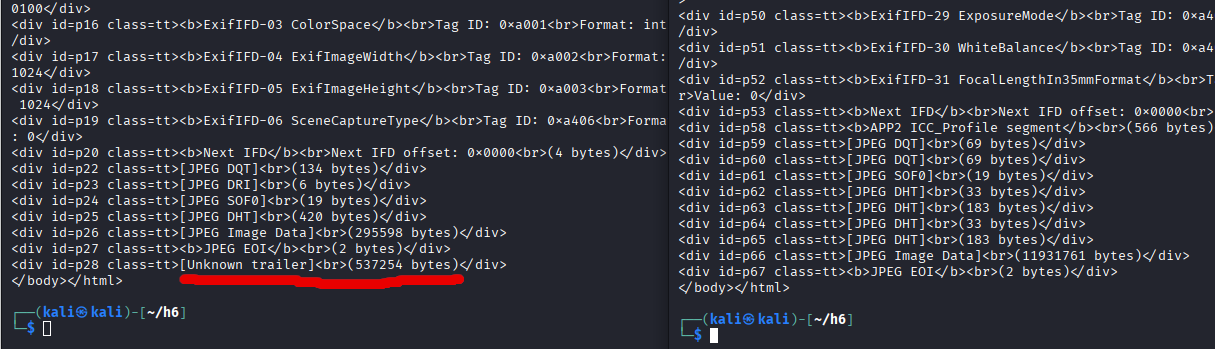 0100</div>
<div id=p16 class=tt><b>ExifIFD-03 ColorSpace</b><br>Tag ID: 0×a001<br>Format: int
/div>
<div id=p17 class=tt><b>ExifIFD-04 ExifImageWidth</b><br>Tag ID: 0×a002<br>Format:
1024</div>
<div id=p18 class=tt><b>ExifIFD-05 ExifImageHeight</b><br>Tag ID: 0×a003<br>Format
 1024</div>
<div id=p19 class=tt><b>ExifIFD-06 SceneCaptureType</b><br>Tag ID: 0×a406<br>Forma
: 0</div>
<div id=p20 class=tt><b>Next IFD</b><br>Next IFD offset: 0×0000<br>(4 bytes)</div>
<div id=p22 class=tt>[JPEG DQT]<br>(134 bytes)</div>
<div id=p23 class=tt>[JPEG DRI]<br>(6 bytes)</div>
<div id=p24 class=tt>[JPEG SOF0]<br>(19 bytes)</div>
<div id=p25 class=tt>[JPEG DHT]<br>(420 bytes)</div>
<div id=p26 class=tt>[JPEG Image Data]<br>(295598 bytes)</div>
<div id=p27 class=tt><b>JPEG EOI</b><br>(2 bytes)</div>
<div id=p28 class=tt>[Unknown trailer]<br>(537254 bytes)</div>
</body></html>
(kali㉿kali)-[~/h6]
$
>
<div id=p50 class=tt><b>ExifIFD-29 ExposureMode</b><br>Tag ID: 0×a4
/div>
<div id=p51 class=tt><b>ExifIFD-30 WhiteBalance</b><br>Tag ID: 0×a4
/div>
<div id=p52 class=tt><b>ExifIFD-31 FocalLengthIn35mmFormat</b><br>T
r>Value: 0</div>
<div id=p53 class=tt><b>Next IFD</b><br>Next IFD offset: 0×0000<br>
<div id=p58 class=tt><b>APP2 ICC_Profile segment</b><br>(566 bytes)
<div id=p59 class=tt>[JPEG DQT]<br>(69 bytes)</div>
<div id=p60 class=tt>[JPEG DQT]<br>(69 bytes)</div>
<div id=p61 class=tt>[JPEG SOF0]<br>(19 bytes)</div>
<div id=p62 class=tt>[JPEG DHT]<br>(33 bytes)</div>
<div id=p63 class=tt>[JPEG DHT]<br>(183 bytes)</div>
<div id=p64 class=tt>[JPEG DHT]<br>(33 bytes)</div>
<div id=p65 class=tt>[JPEG DHT]<br>(183 bytes)</div>
<div id=p66 class=tt>[JPEG Image Data]<br>(11931761 bytes)</div>
<div id=p67 class=tt><b>JPEG EOI</b><br>(2 bytes)</div>
</body></html>
(kali㉿kali)-[~/h6]
$